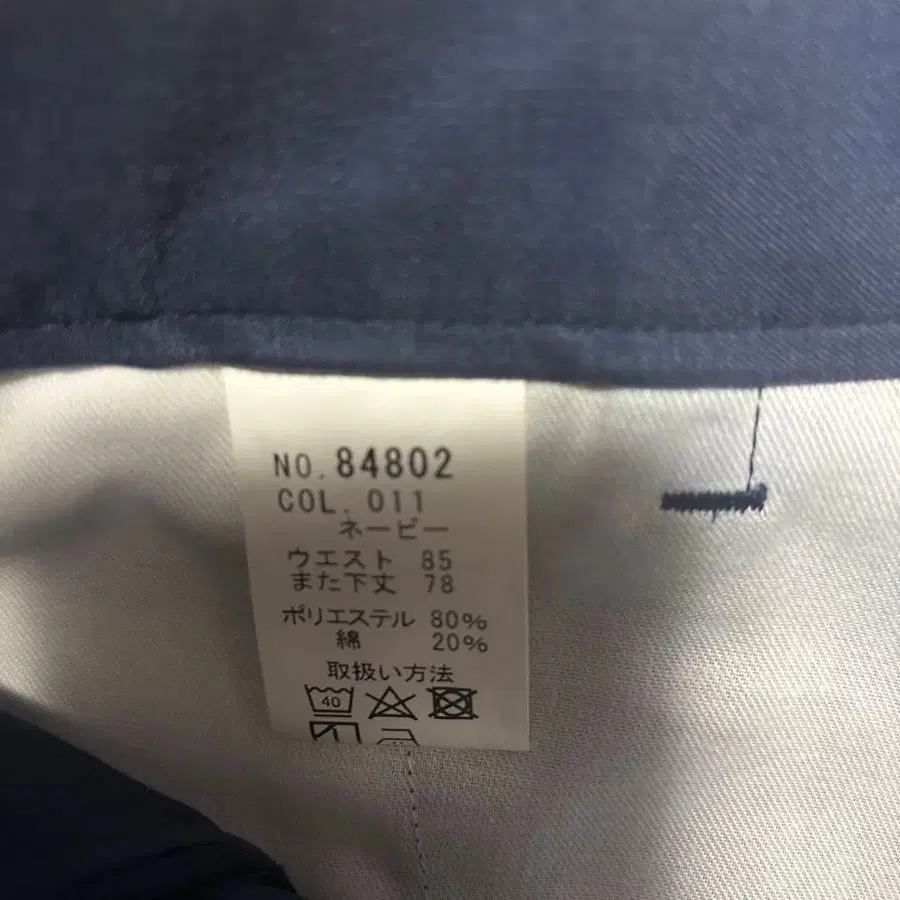 NO. 84802
COL. 011
ネービー
ウエスト 85
また下丈 78
ポリエステル 80%
綿 20%
取扱い方法
40